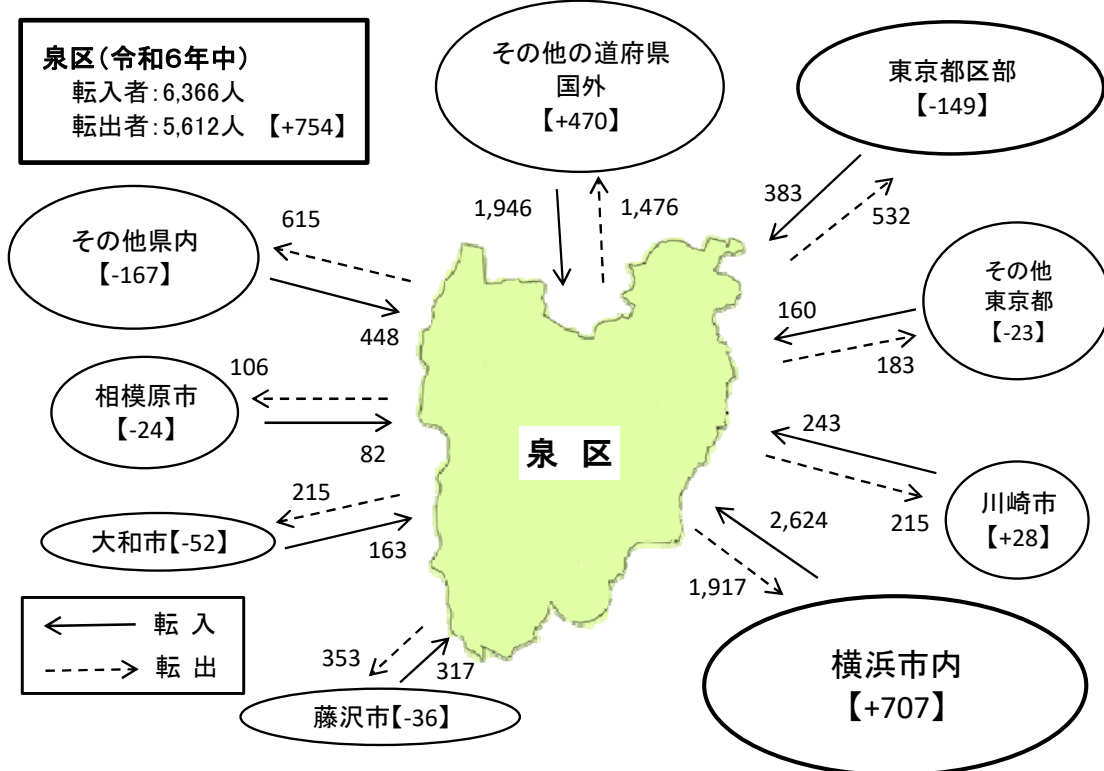 泉区(令和6年中)
転入者:6,366人
転出者:5,612人 【+754】
その他の道府県
国外
【+470】
東京都区部
【-149】
1,946
1,476
383
532
その他県内
【-167】
615
448
その他
東京都
【-23】
160
183
相模原市
【-24】
106
82
泉 区
243
215
川崎市
【+28】
大和市【-52】
215
163
2,624
1,917
横浜市内
【+707】
転 入
転 出
353
317
藤沢市【-36】